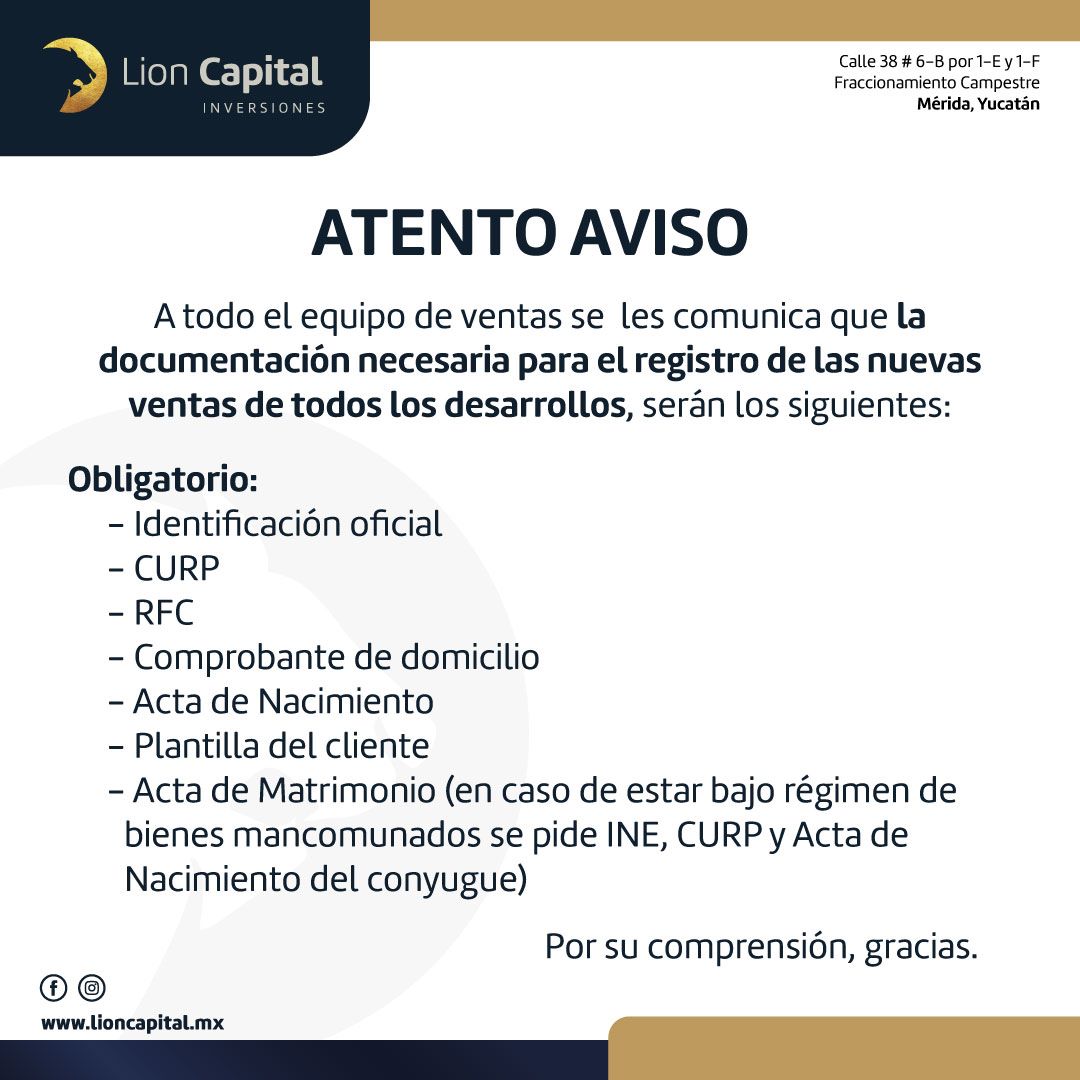 Lion Capital
INVERSIONES
Calle 38 # 6-B por 1-E y 1-F
Fraccionamiento Campestre
Mérida, Yucatán
ATENTO AVISO
A todo el equipo de ventas se  les comunica que la
documentación necesaria para el registro de las nuevas
ventas de todos los desarrollos, serán los siguientes:
Obligatorio:
- Identificación oficial
- CURP
- RFC
- Comprobante de domicilio
- Acta de Nacimiento
- Plantilla del cliente
- Acta de Matrimonio (en caso de estar bajo régimen de
bienes mancomunados se pide INE, CURP y Acta de
Nacimiento del conyugue)
Por su comprensión, gracias.
www.lioncapital.mx